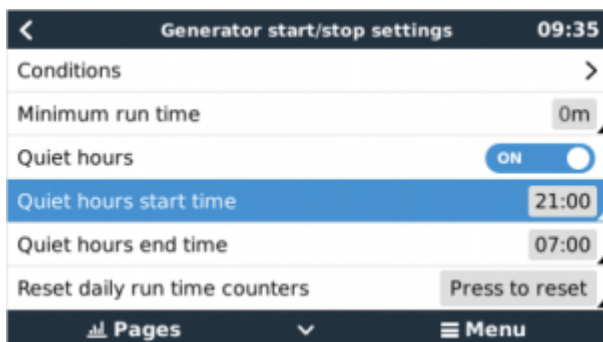 Generator start/stop settings 09:35
Conditions
Minimum run time 0m
Quiet hours ON
Quiet hours start time 21:00
Quiet hours end time 07:00
Reset daily run time counters Press to reset
Pages Menu